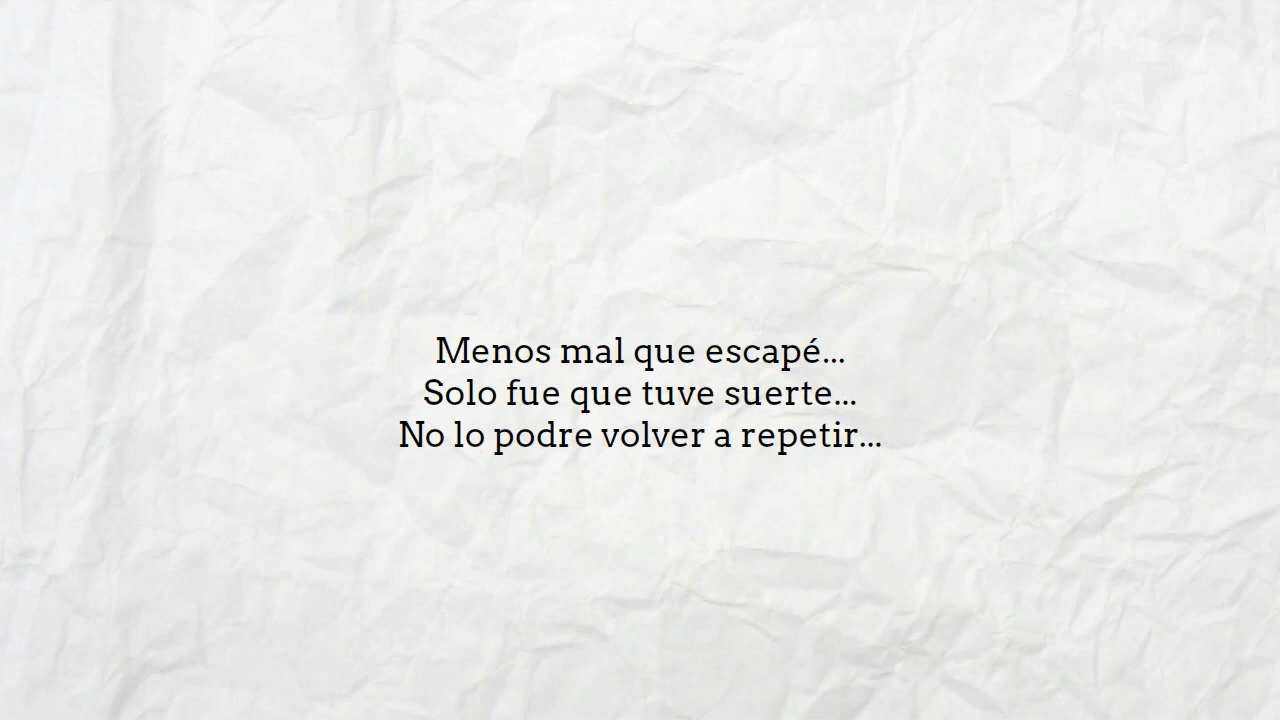 Menos mal que escapé...
Solo fue que tuve suerte...
No lo podre volver a repetir...